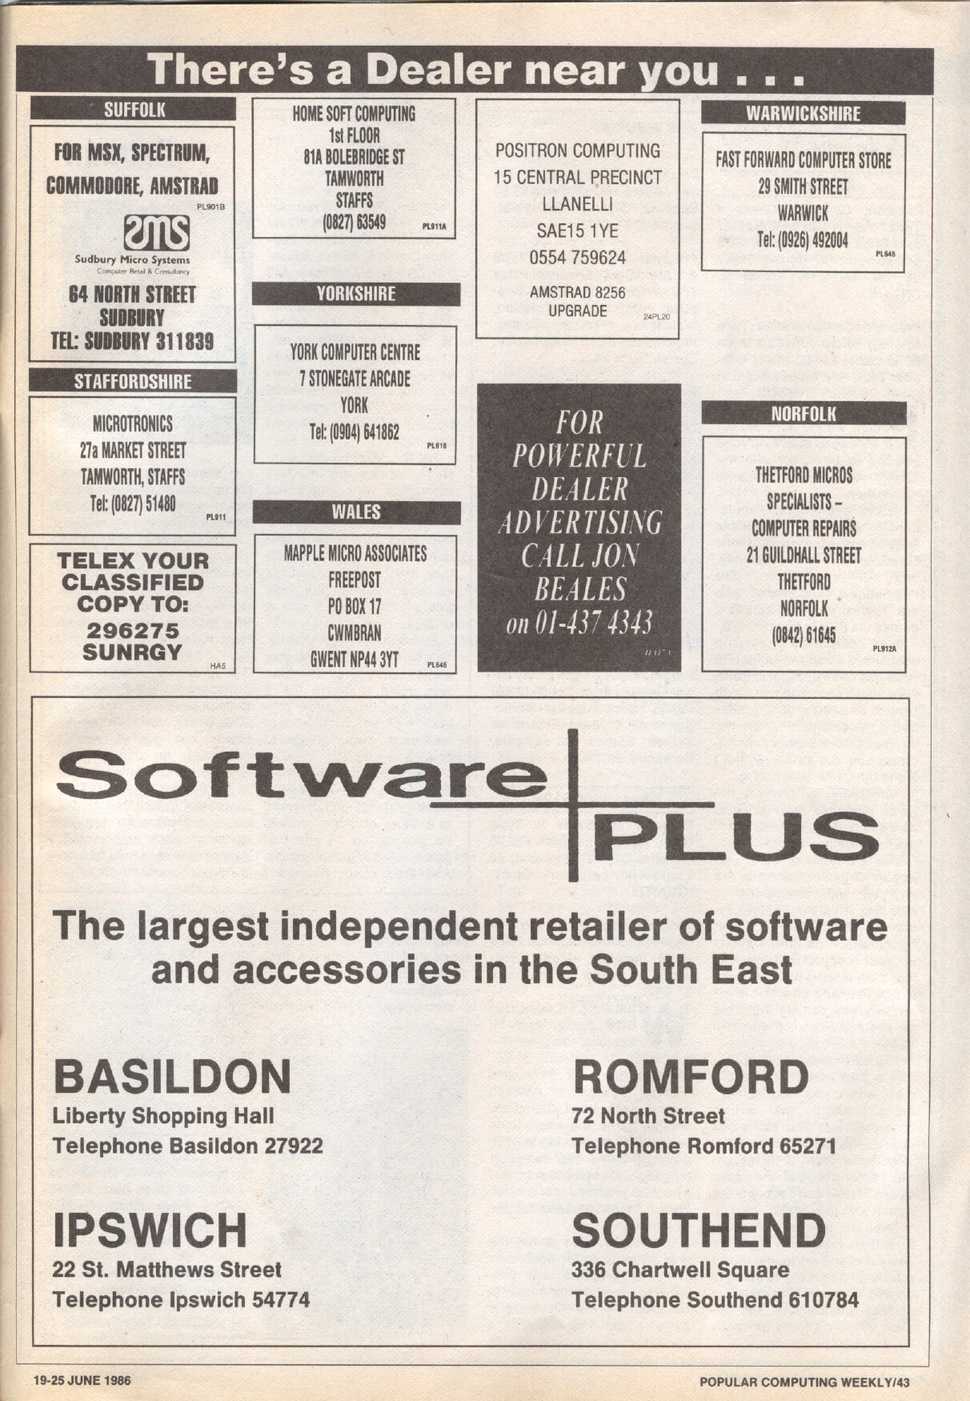 There's a Dealer near you . . .
SUFFOLK
FOR MSX, SPECTRUM,
COMMODORE, AMSTRAD
PL901B
SMS
Sudbury Micro Systems
Computer Retail & Consultancy
64 NORTH STREET
SUDBURY
TEL: SUDBURY 311839
STAFFORDSHIRE
MICROTRONICS
27a MARKET STREET
TAMWORTH, STAFFS
Tel: (0827) 51480
PL911
TELEX YOUR
CLASSIFIED
COPY TO:
296275
SUNRGY
HA5
HOME SOFT COMPUTING
1st FLOOR
81A BOLEBRIDGE ST
TAMWORTH
STAFFS
(0827) 63549
PL911A
YORKSHIRE
YORK COMPUTER CENTRE
7 STONEGATE ARCADE
YORK
Tel: (0904) 641862
WALES
MAPPLE MICRO ASSOCIATES
FREEPOST
PO BOX 17
CWMBRAN
GWENT NP44 3YT
POSITRON COMPUTING
15 CENTRAL PRECINCT
LLANELLI
SAE15 1YE
0554 759624
AMSTRAD 8256
UPGRADE
24PL20
FOR
POWERFUL
DEALER
ADVERTISING
CALL JON
BEALES
on 01-437 4343
WARWICKSHIRE
FAST FORWARD COMPUTER STORE
29 SMITH STREET
WARWICK
Tel: (0926) 492004
NORFOLK
THETFORD MICROS
SPECIALISTS –
COMPUTER REPAIRS
21 GUILDHALL STREET
THETFORD
NORFOLK
(0842) 61645
PL912A
Software
PLUS
The largest independent retailer of software
and accessories in the South East
BASILDON
Liberty Shopping Hall
Telephone Basildon 27922
ROMFORD
72 North Street
Telephone Romford 65271
IPSWICH
22 St. Matthews Street
Telephone Ipswich 54774
SOUTHEND
336 Chartwell Square
Telephone Southend 610784
19-25 JUNE 1986
POPULAR COMPUTING WEEKLY/43